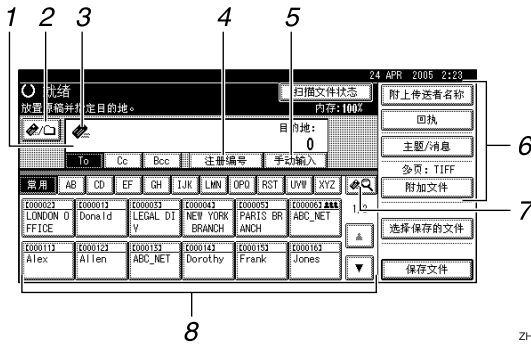 1 2 3 4 5
24 APR 2005 2:23
就绪 扫描文件状态 附上传送者名称
放置原稿并指定目的地。 内存:100%
回执
目的地:
0
主题/消息
To Cc Bcc 注册编号 手动输入
多页: TIFF
常用 AB CD EF GH IJK LMN OPQ RST UVW XYZ 附加文件
6
7
[00002] [00001] [00003] [00004] [00005] [00006] 1/2
LONDON O Donald LEGAL DI NEW YORK PARIS BR ABC_NET
FFICE V BRANCH ANCH
选择保存的文件
[00011] [00012] [00013] [00014] [00015] [00016]
Alex Allen ABC_NET Dorothy Frank Jones
保存文件
8
ZH